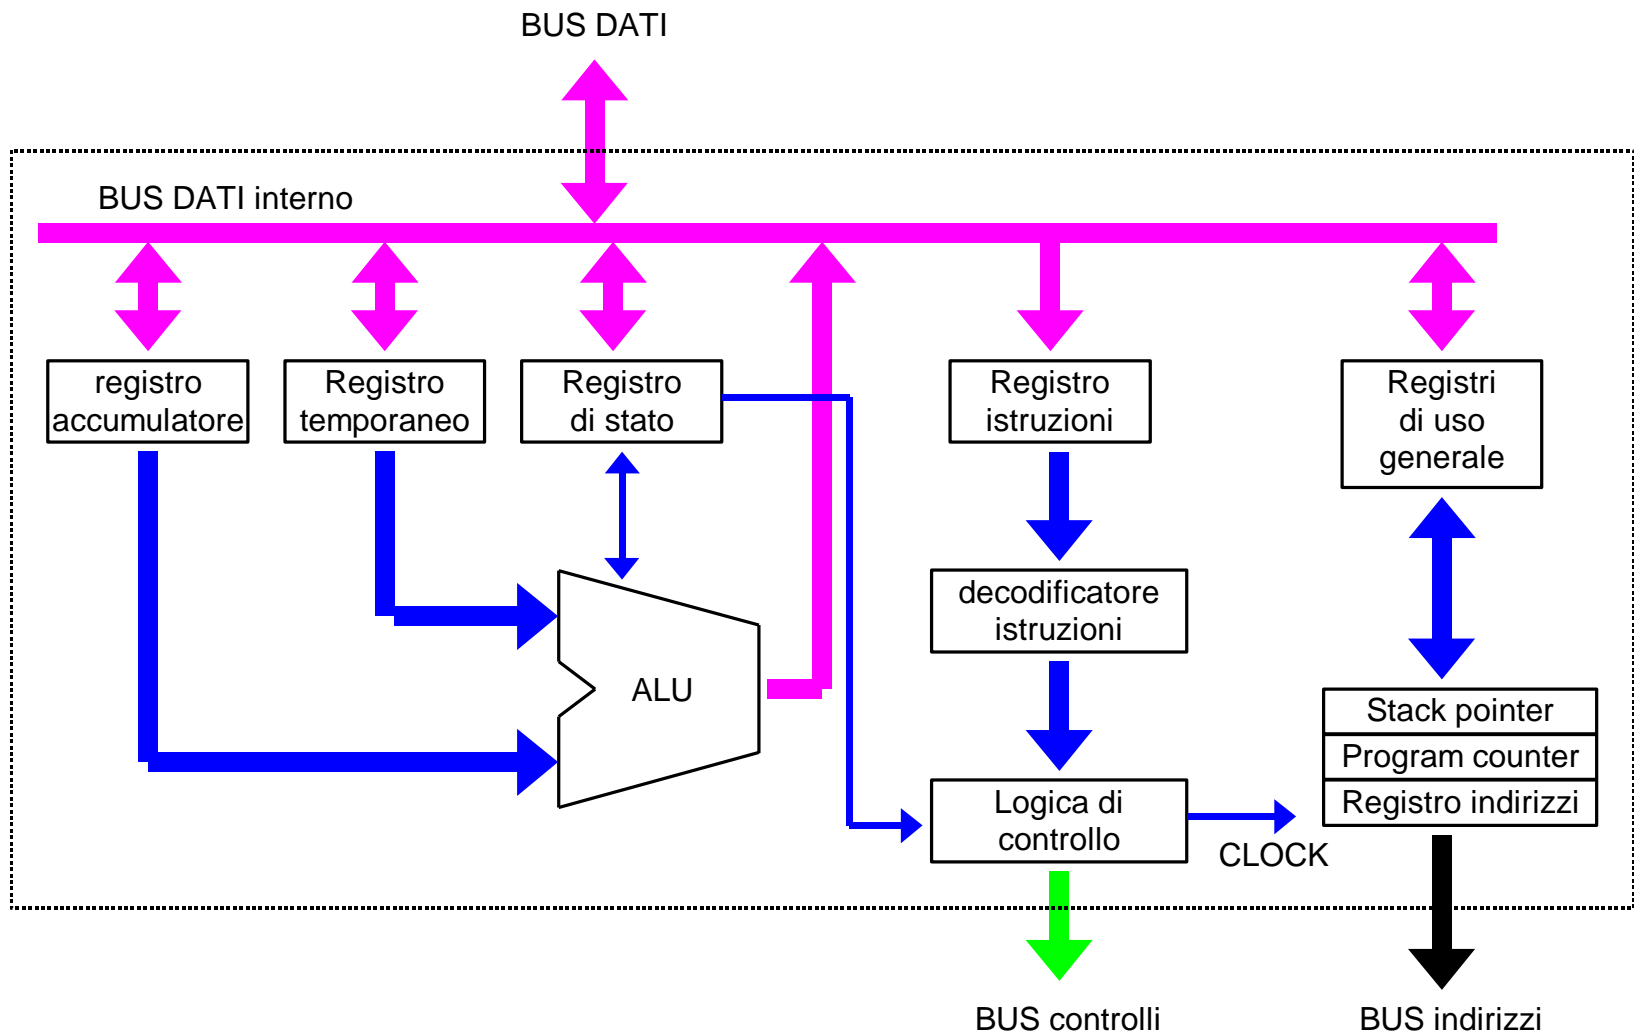 BUS DATI
BUS DATI interno
registro
accumulatore
Registro
temporaneo
Registro
di stato
Registro
istruzioni
Registri
di uso
generale
decodificatore
istruzioni
ALU
Stack pointer
Program counter
Registro indirizzi
Logica di
controllo
CLOCK
BUS controlli
BUS indirizzi